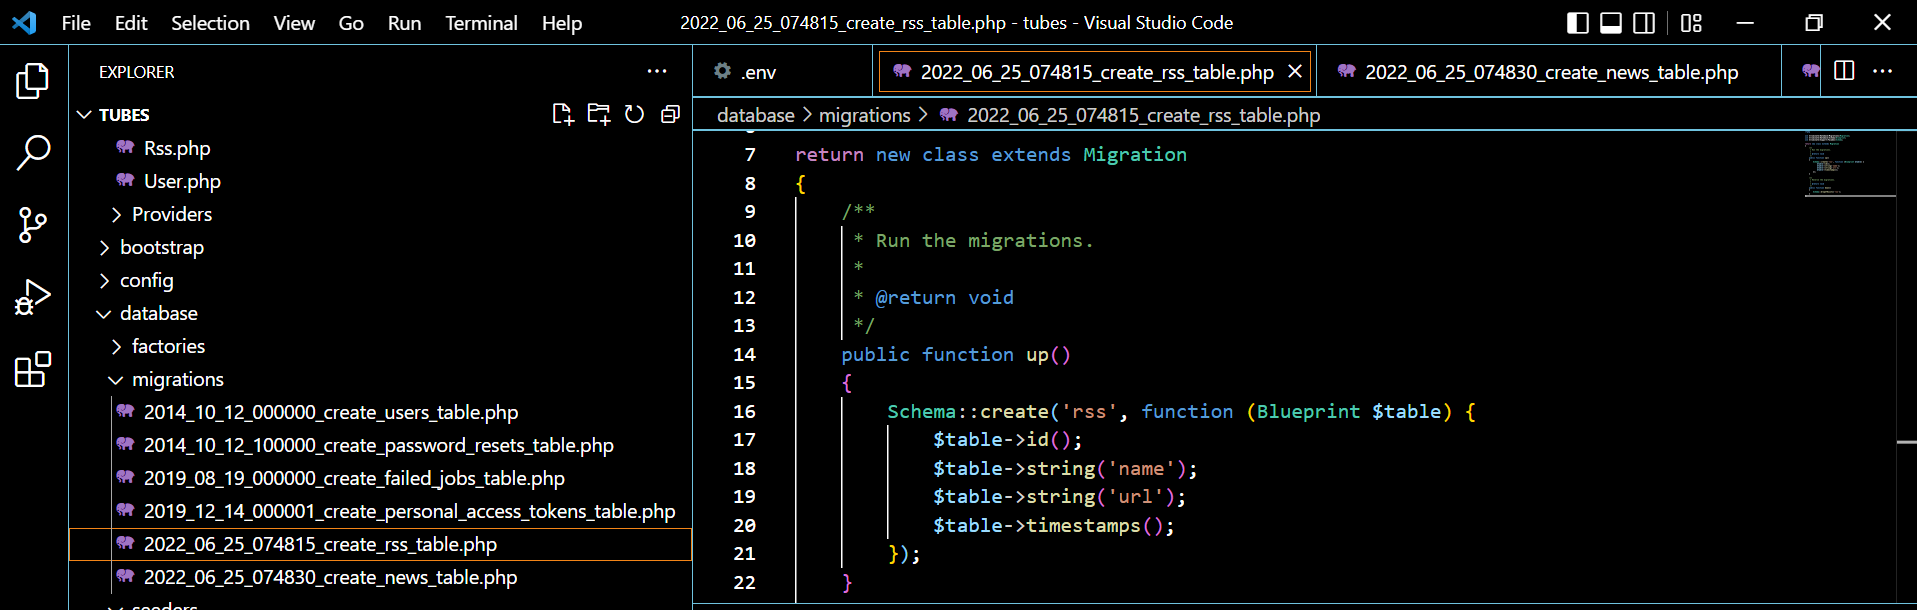 File Edit Selection View Go Run Terminal Help 2022_06_25_074815_create_rss_table.php - tubes - Visual Studio Code
EXPLORER
TUBES
Rss.php
User.php
Providers
bootstrap
config
database
factories
migrations
2014_10_12_000000_create_users_table.php
2014_10_12_100000_create_password_resets_table.php
2019_08_19_000000_create_failed_jobs_table.php
2019_12_14_000001_create_personal_access_tokens_table.php
2022_06_25_074815_create_rss_table.php
2022_06_25_074830_create_news_table.php
seeders
.env 2022_06_25_074815_create_rss_table.php 2022_06_25_074830_create_news_table.php
database > migrations > 2022_06_25_074815_create_rss_table.php
7 return new class extends Migration
8 {
9 /**
10 * Run the migrations.
11 *
12 * @return void
13 */
14 public function up()
15 {
16 Schema::create('rss', function (Blueprint $table) {
17 $table->id();
18 $table->string('name');
19 $table->string('url');
20 $table->timestamps();
21 });
22 }